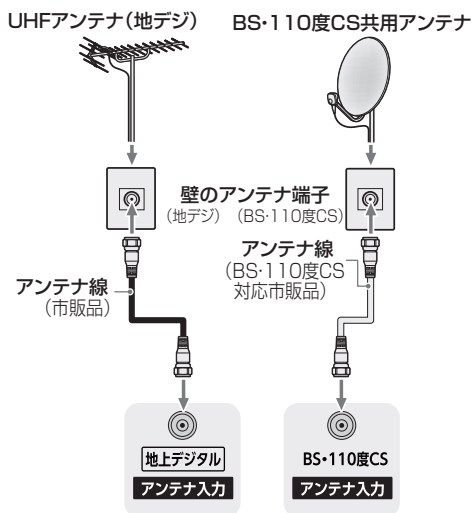 UHFアンテナ（地デジ）
BS･110度CS共用アンテナ
壁のアンテナ端子
（地デジ）（BS･110度CS）
アンテナ線
（市販品）
アンテナ線
（BS･110度CS
対応市販品）
地上デジタル
アンテナ入力
BS･110度CS
アンテナ入力